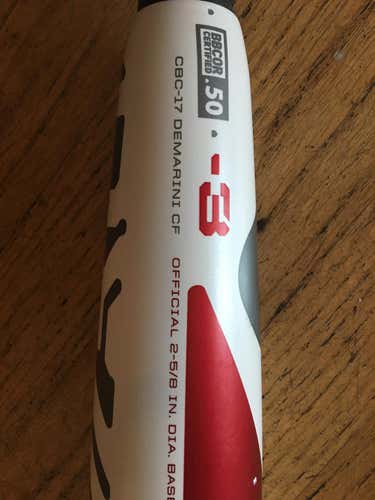 BBCOR .50
CERTIFIED
-3
CBC-17 DEMARINI CF
OFFICIAL 2-5/8 IN. DIA. BASE